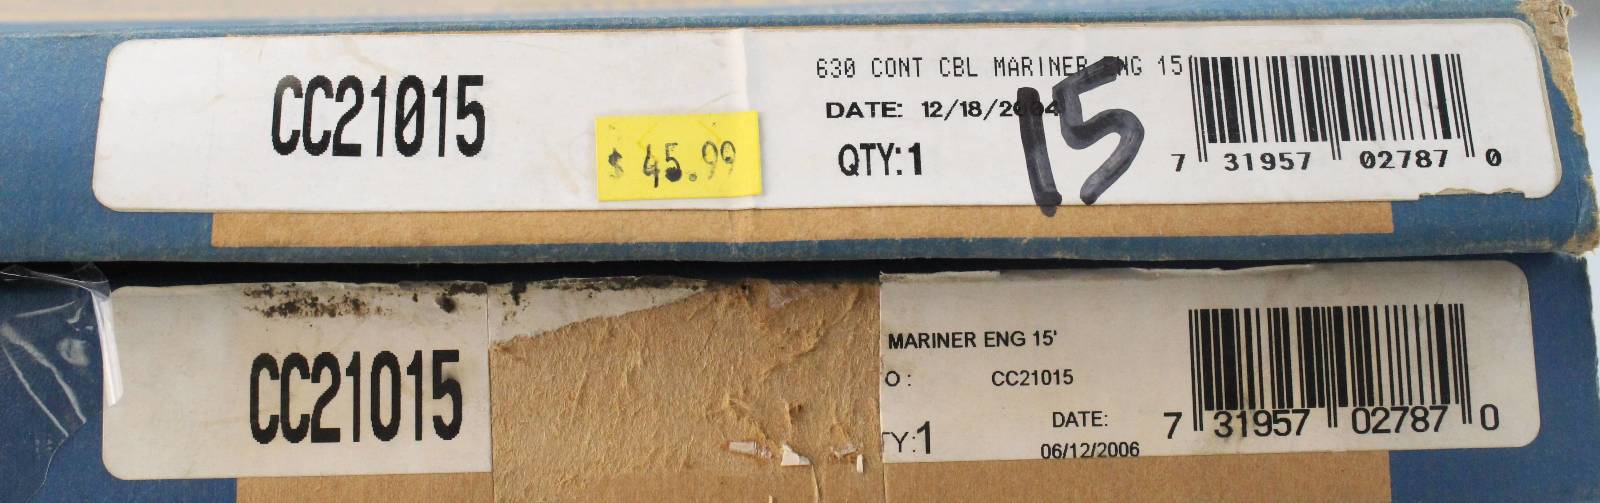 CC21015
$ 45.99
630 CONT CBL MARINER ENG 15'
DATE: 12/18/2004
QTY:1
15
7 31957 02787 0
CC21015
MARINER ENG 15'
O: CC21015
DATE:
TY:1
06/12/2006
7 31957 02787 0